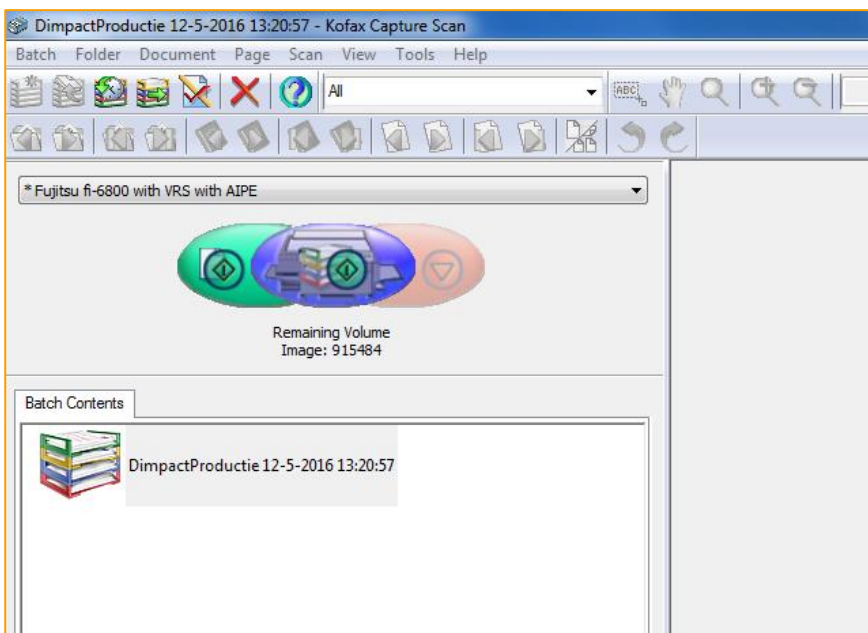 DimpactProductie 12-5-2016 13:20:57 - Kofax Capture Scan
Batch Folder Document Page Scan View Tools Help
All
ABC
* Fujitsu fi-6800 with VRS with AIPE
Remaining Volume
Image: 915484
Batch Contents
DimpactProductie 12-5-2016 13:20:57